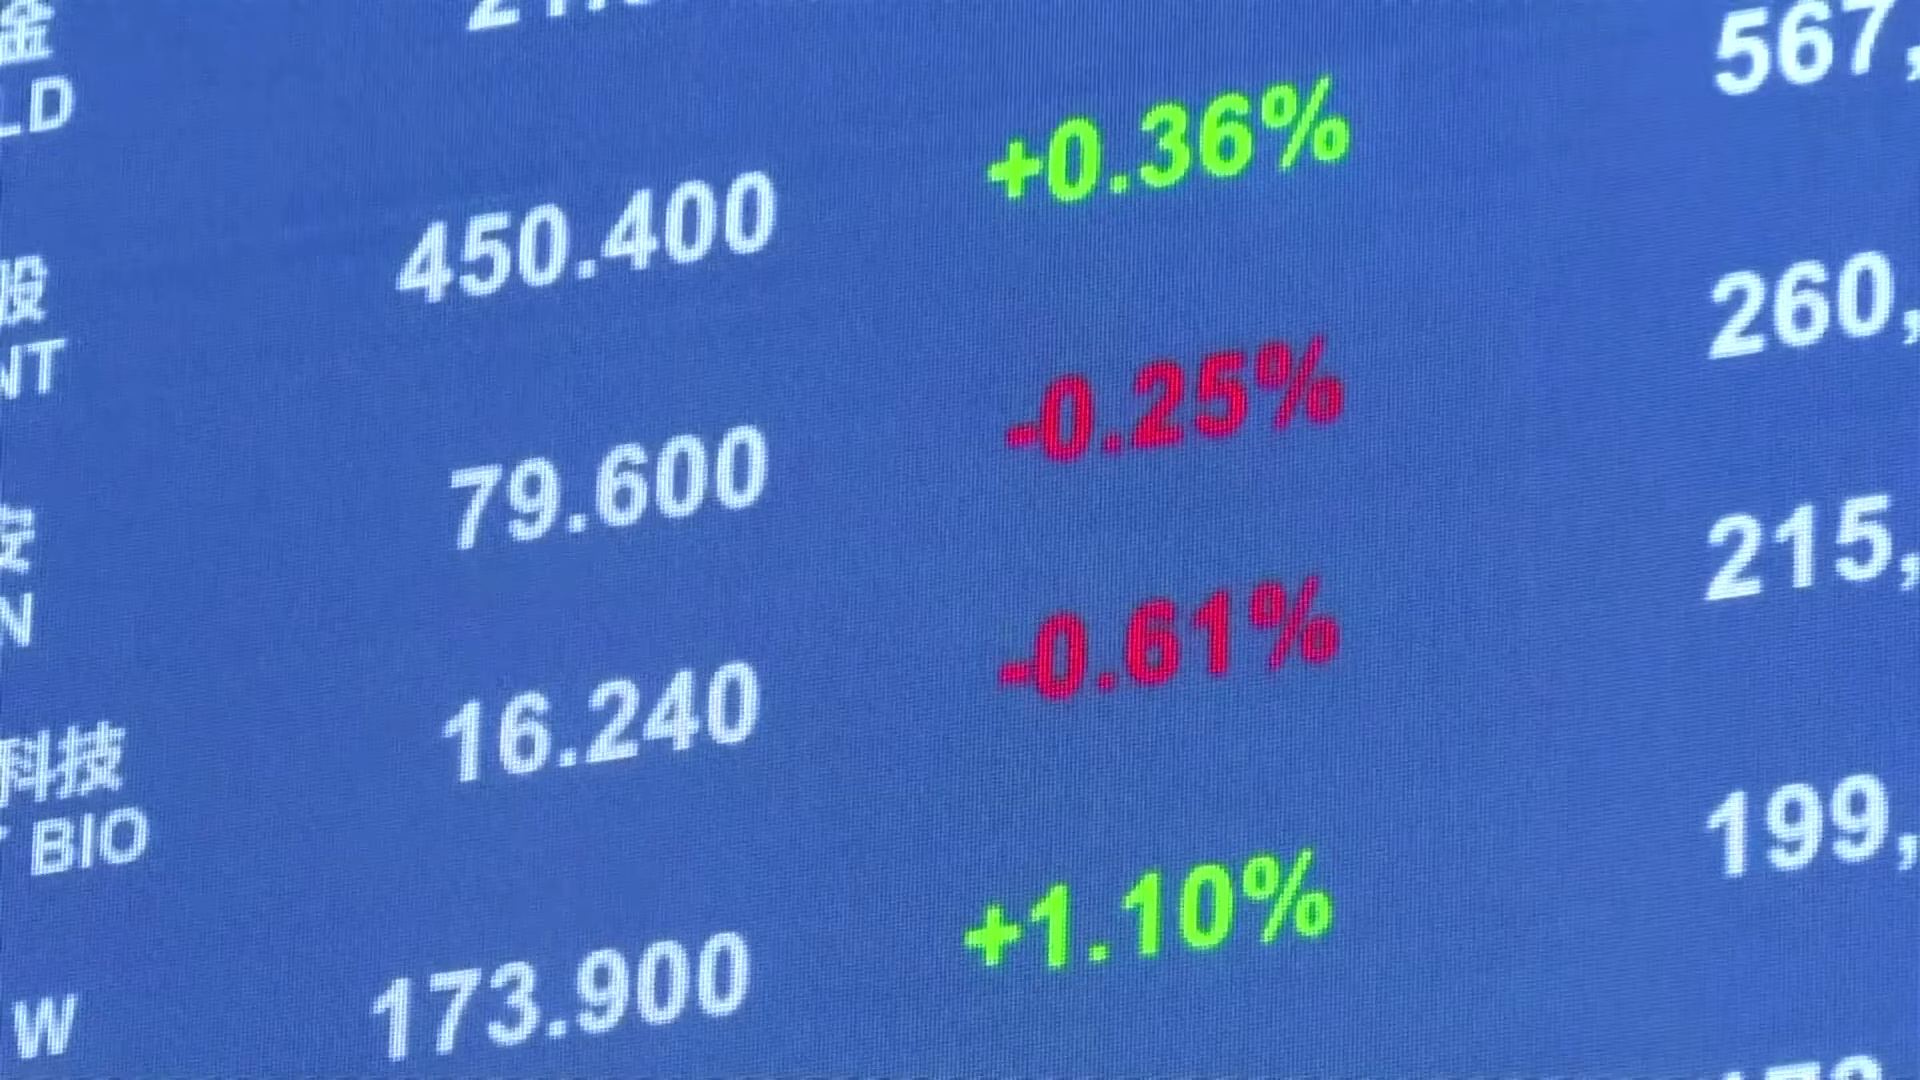 金
LD
股
NT 450.400 +0.36% 567,
安
N 79.600 -0.25% 260,
科技
BIO 16.240 -0.61% 215,
W 173.900 +1.10% 199,